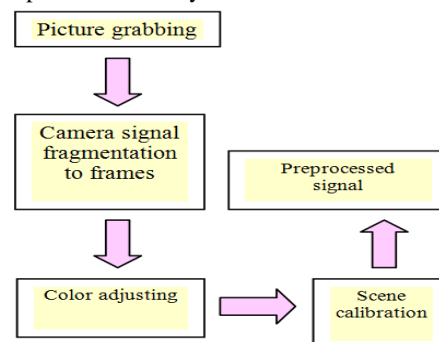 Picture grabbing
Camera signal
fragmentation
to frames
Preprocessed
signal
Color adjusting
Scene
calibration